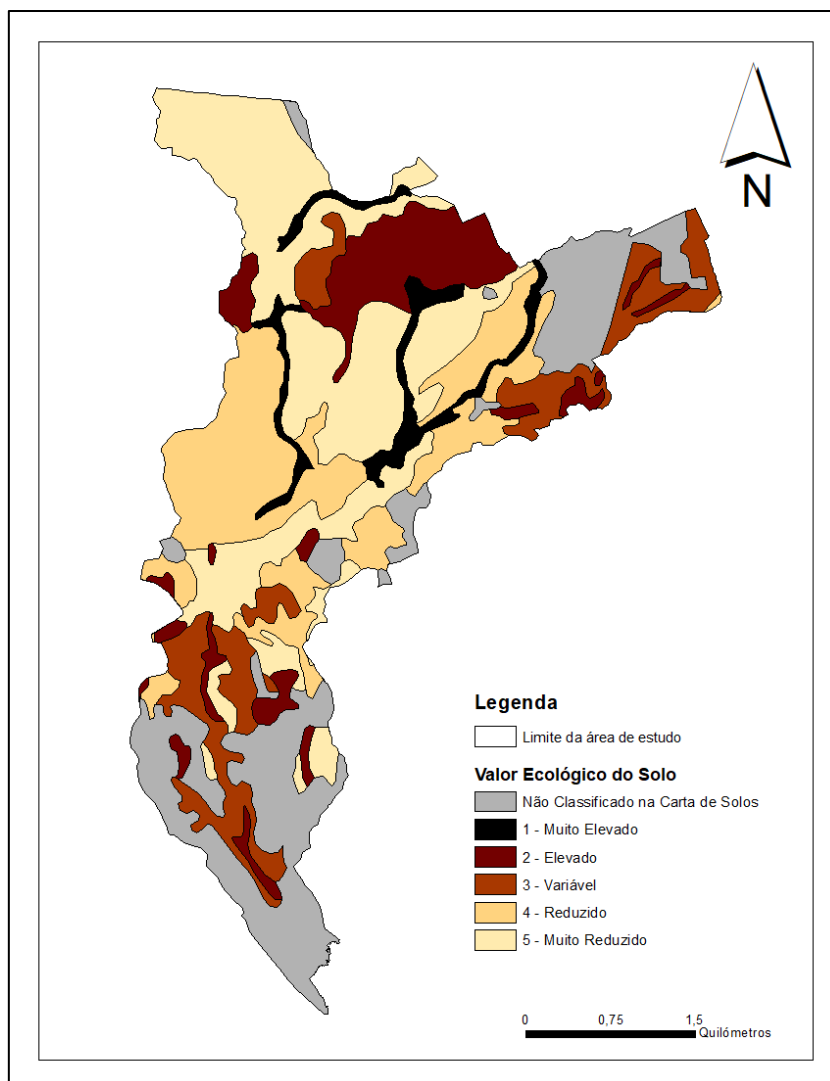 N
Legenda
Limite da área de estudo
Valor Ecológico do Solo
Não Classificado na Carta de Solos
1 - Muito Elevado
2 - Elevado
3 - Variável
4 - Reduzido
5 - Muito Reduzido
0 0,75 1,5
Quilómetros